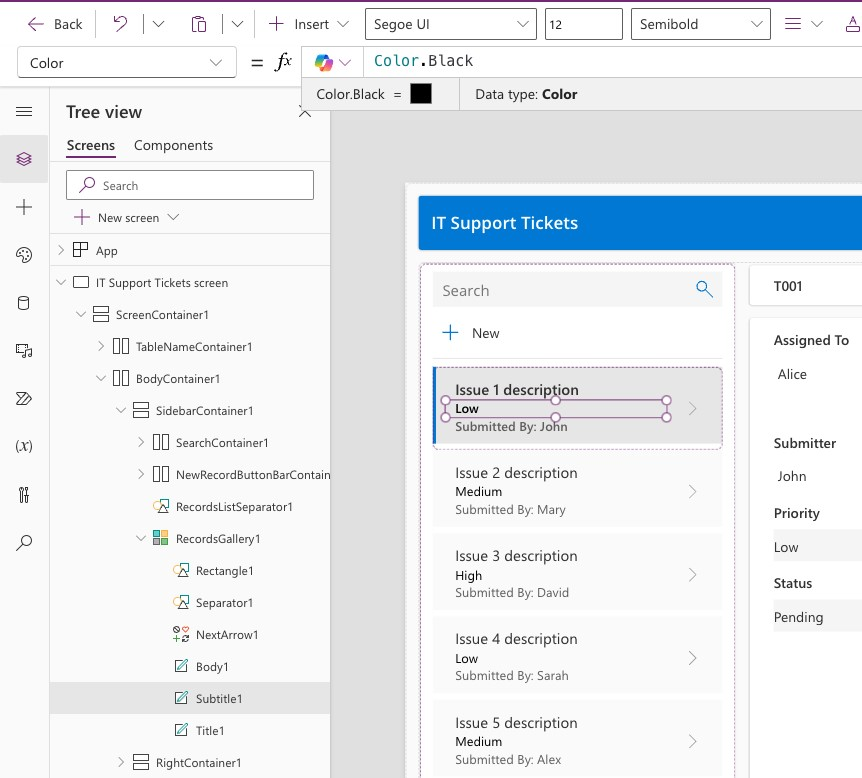 Back Insert Segoe UI 12 Semibold
Color = fx Color.Black
Color.Black = Data type: Color
Tree view
Screens Components
Search
New screen
App
IT Support Tickets screen
ScreenContainer1
TableNameContainer1
BodyContainer1
SidebarContainer1
SearchContainer1
NewRecordButtonBarContain
RecordsListSeparator1
RecordsGallery1
Rectangle1
Separator1
NextArrow1
Body1
Subtitle1
Title1
RightContainer1
(x)
IT Support Tickets
Search
New
Issue 1 description
Low
Submitted By: John
Issue 2 description
Medium
Submitted By: Mary
Issue 3 description
High
Submitted By: David
Issue 4 description
Low
Submitted By: Sarah
Issue 5 description
Medium
Submitted By: Alex
T001
Assigned To
Alice
Submitter
John
Priority
Low
Status
Pending